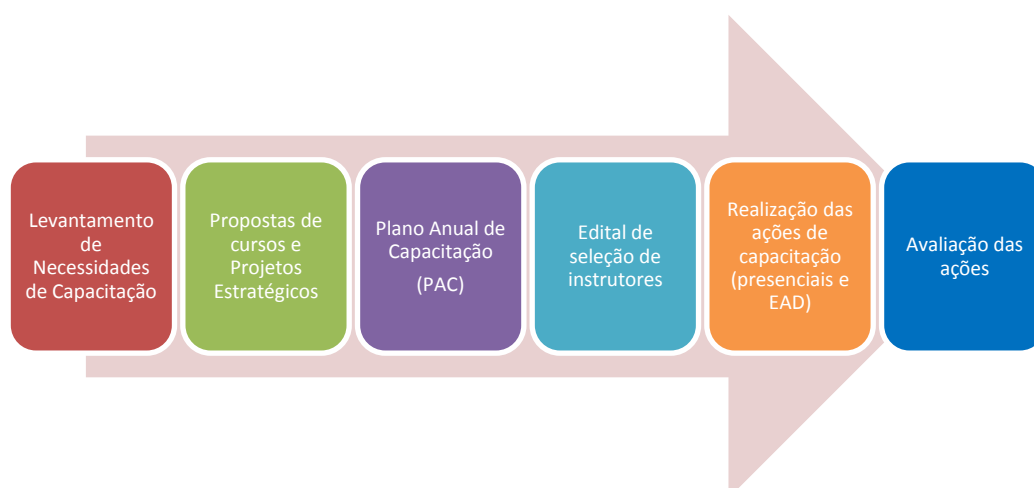 Levantamento
de
Necessidades
de Capacitação
Propostas de
cursos e
Projetos
Estratégicos
Plano Anual de
Capacitação
(PAC)
Edital de
seleção de
instrutores
Realização das
ações de
capacitação
(presenciais e
EAD)
Avaliação das
ações